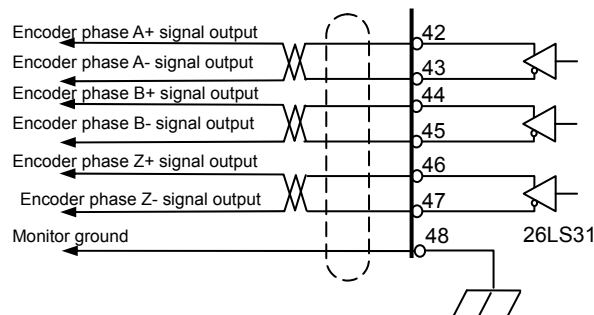 Encoder phase A+ signal output
42
Encoder phase A- signal output
43
Encoder phase B+ signal output
44
Encoder phase B- signal output
45
Encoder phase Z+ signal output
46
Encoder phase Z- signal output
47
Monitor ground
48
26LS31